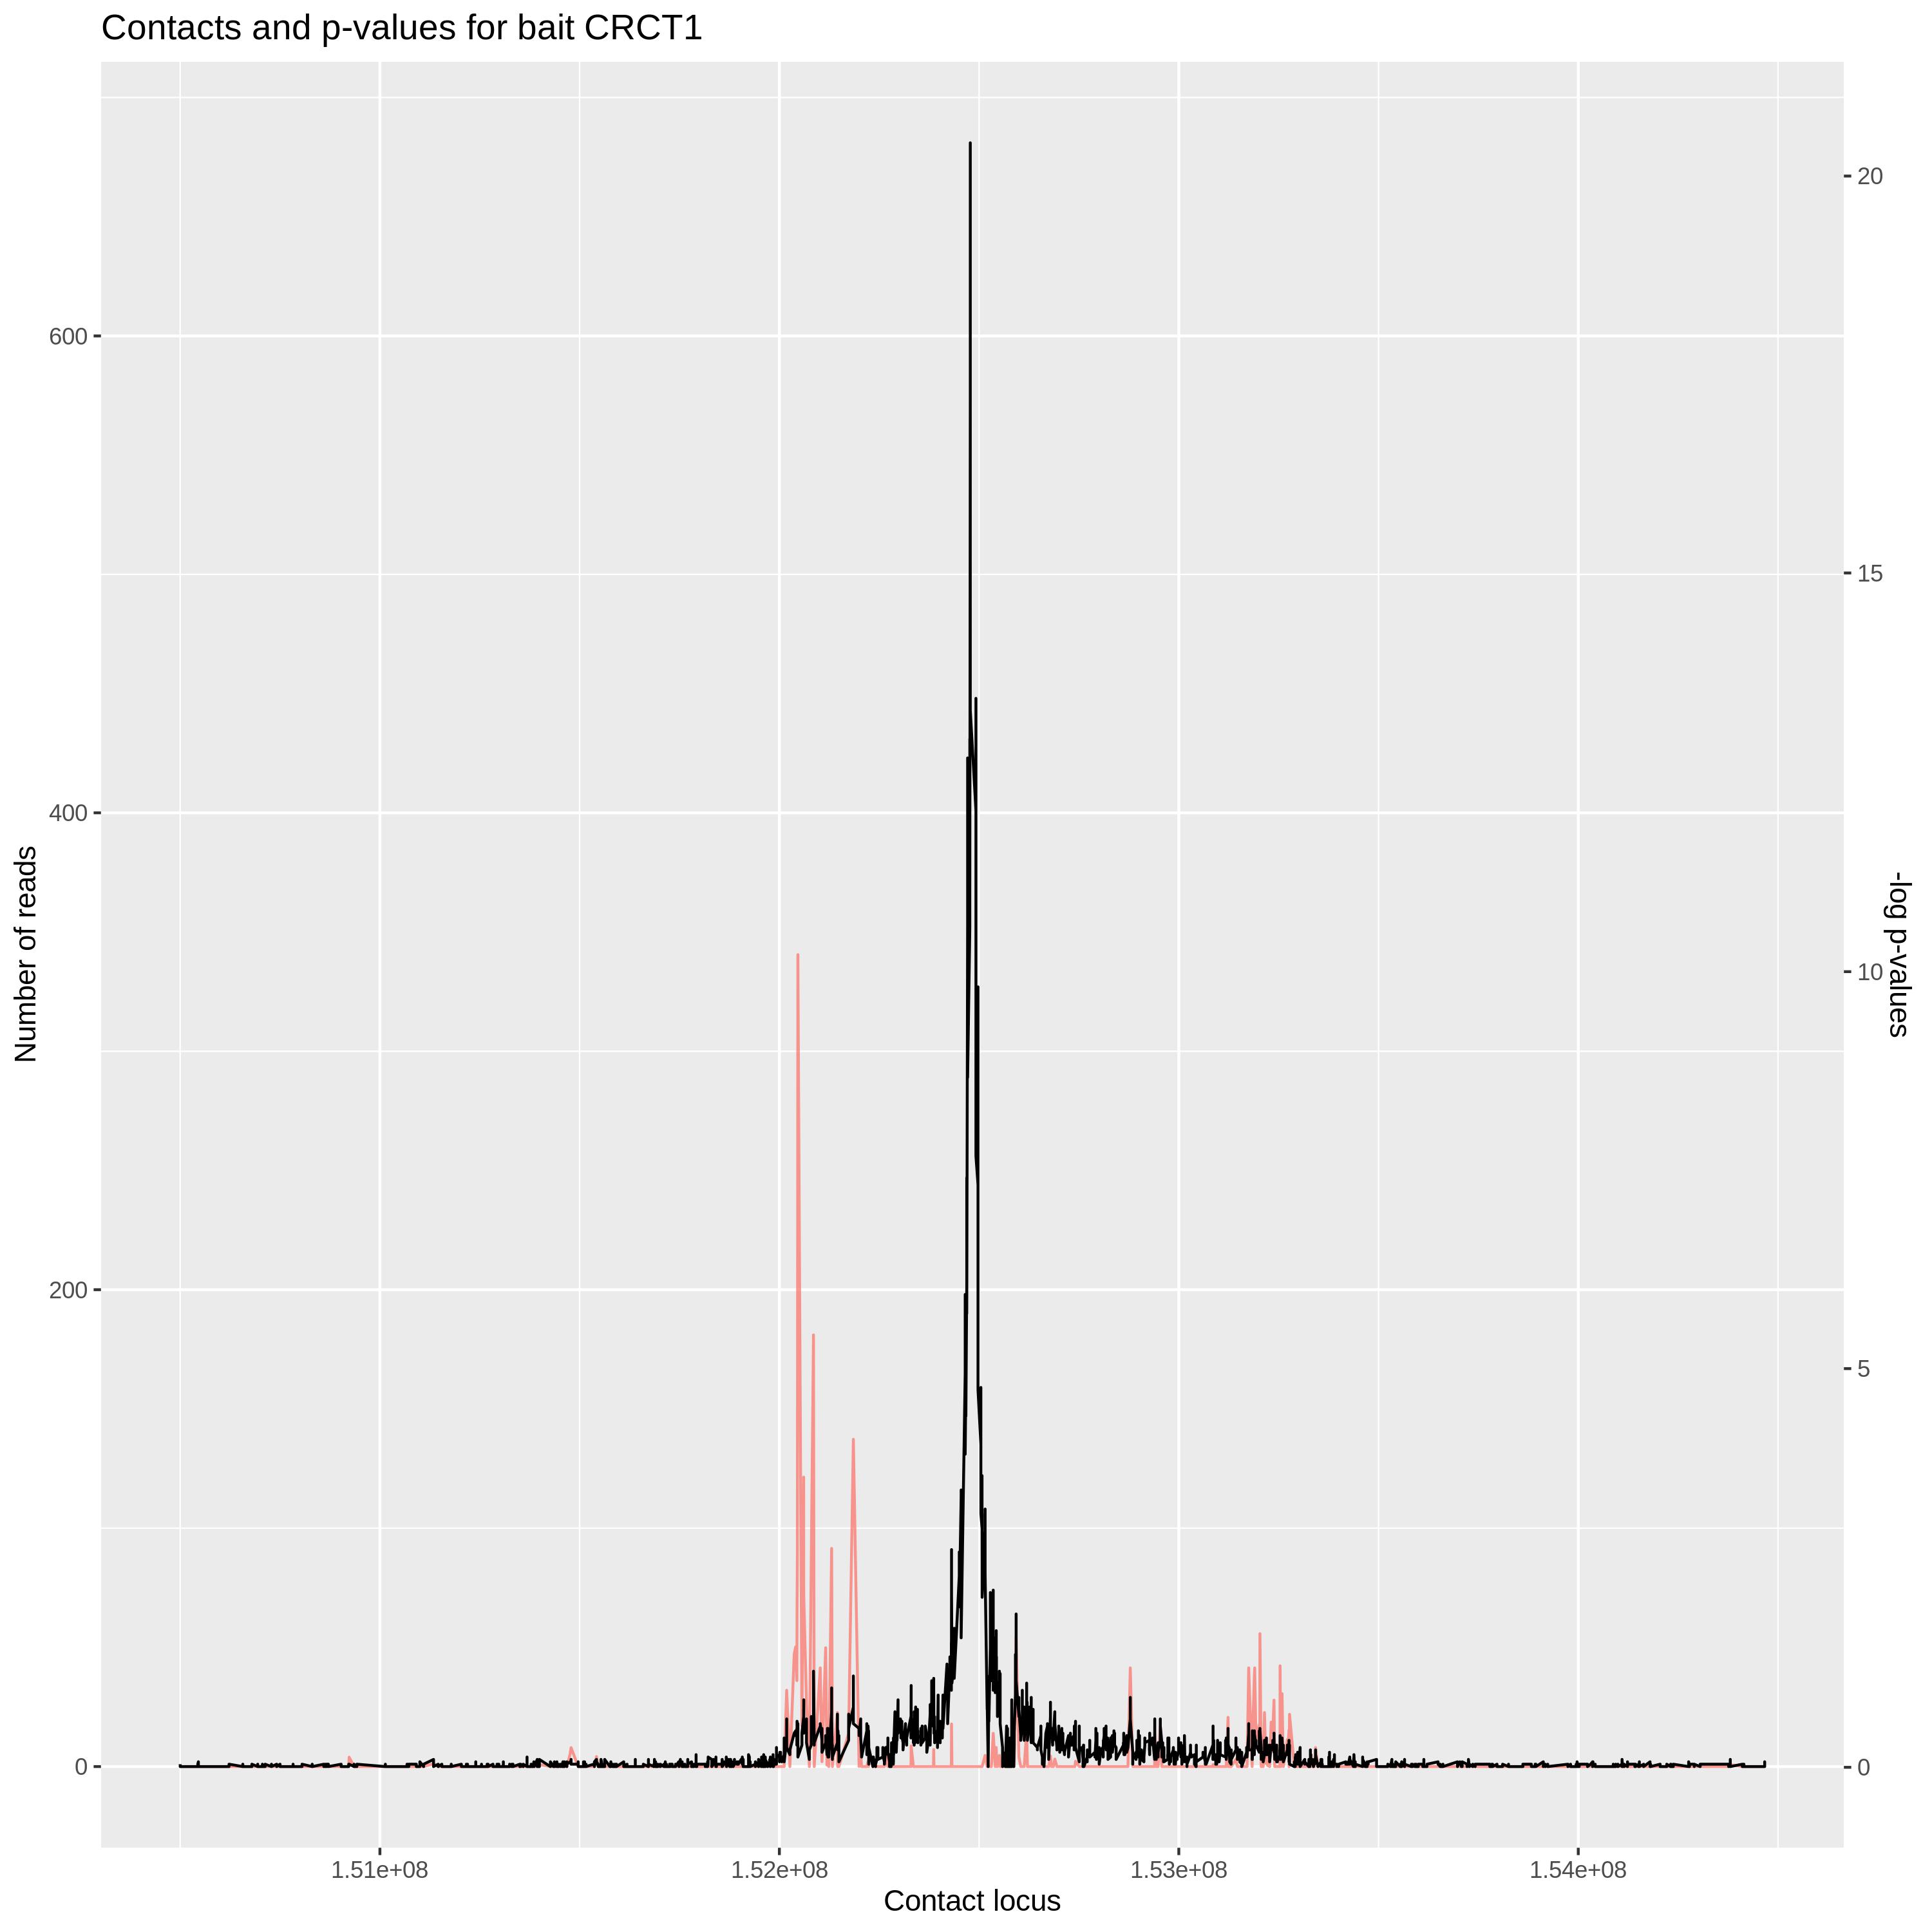 Contacts and p-values for bait CRCT1
Number of reads
600
400
200
0
20
15
10
5
0
-log p-values
1.51e+08
1.52e+08
1.53e+08
1.54e+08
Contact locus